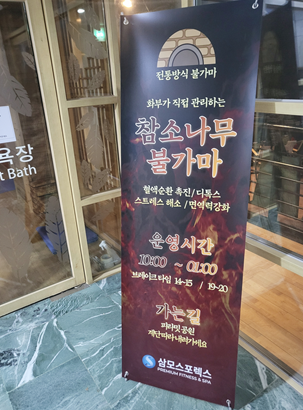 욕장
t Bath
전통방식 불가마
화부가 직접 관리하는
참소나무
불가마
혈액순환 촉진/디톡스
스트레스 해소/면역력강화
운영시간
10:00 ~ 01:00
브레이크 타임 14-15 / 19-20
가는길
피라밋 공원
계단 따라 내려가세요
삼모스포렉스
PREMIUM FITNESS & SPA